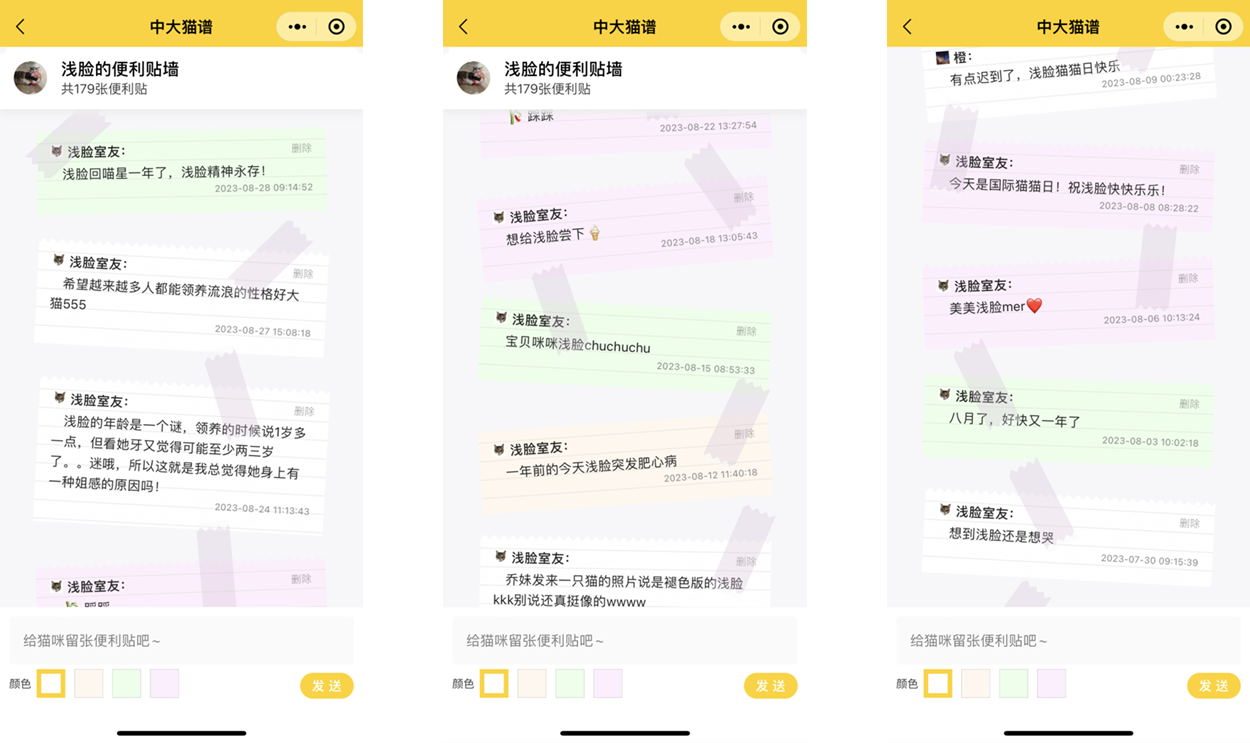 中大猫谱
浅脸的便利贴墙
共179张便利贴
浅脸室友：
删除
浅脸回喵星一年了，浅脸精神永存！
2023-08-28 09:14:52
浅脸室友：
删除
希望越来越多人都能领养流浪的性格好大
猫555
2023-08-27 15:08:18
浅脸室友：
删除
浅脸的年龄是一个谜，领养的时候说1岁多
一点，但看她牙又觉得可能至少两三岁
了。。迷哦，所以这就是我总觉得她身上有
一种姐感的原因吗！
2023-08-24 11:13:43
浅脸室友：
删除
踩踩
给猫咪留张便利贴吧～
颜色
发送
中大猫谱
浅脸的便利贴墙
共179张便利贴
踩踩
2023-08-22 13:27:54
浅脸室友：
删除
想给浅脸尝下🍦
2023-08-18 13:05:43
浅脸室友：
删除
宝贝咪咪浅脸chuchuchu
2023-08-15 08:53:33
浅脸室友：
删除
一年前的今天浅脸突发肥心病
2023-08-12 11:40:18
浅脸室友：
删除
乔妹发来一只猫的照片说是褪色版的浅脸
kkk别说还真挺像的wwww
给猫咪留张便利贴吧～
颜色
发送
中大猫谱
橙：
有点迟到了，浅脸猫猫日快乐
2023-08-09 00:23:28
浅脸室友：
删除
今天是国际猫猫日！祝浅脸快快乐乐！
2023-08-08 08:28:22
浅脸室友：
删除
美美浅脸mer❤️
2023-08-06 10:13:24
浅脸室友：
删除
八月了，好快又一年了
2023-08-03 10:02:18
浅脸室友：
删除
想到浅脸还是想哭
2023-07-30 09:15:39
给猫咪留张便利贴吧～
颜色
发送